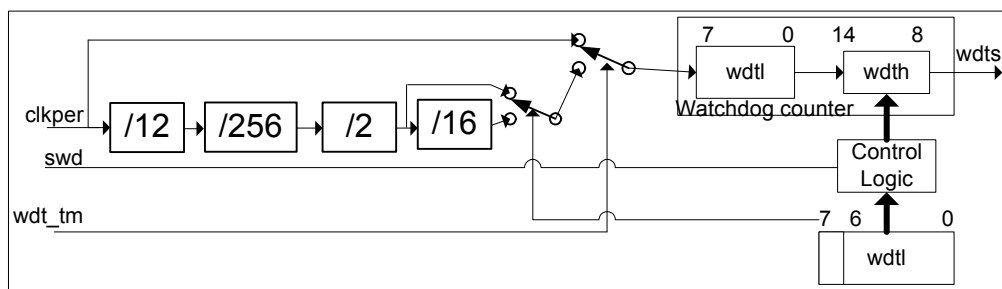 7 0 14 8
wdts
wdtl
wdth
Watchdog counter
clkper
/12
/256
/2
/16
swd
Control
Logic
wdt_tm
7 6 0
wdtl